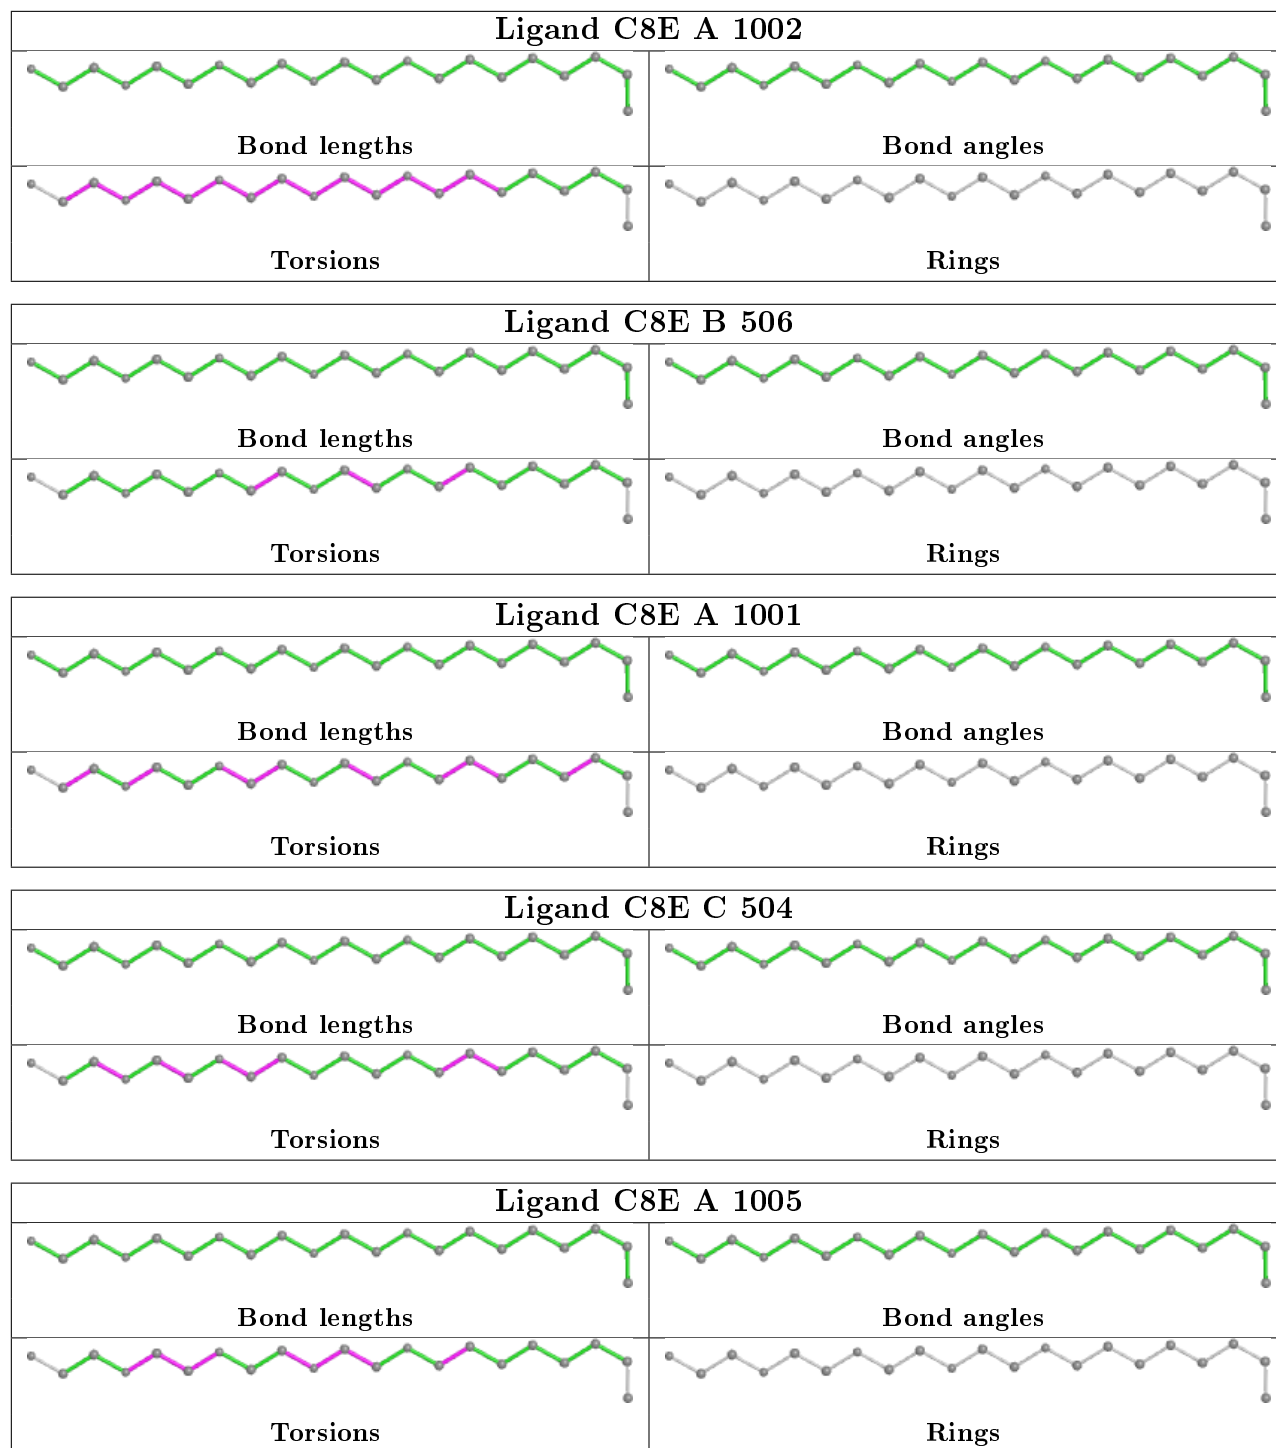 Ligand C8E A 1002
Bond lengths Bond angles
Torsions Rings
Ligand C8E B 506
Bond lengths Bond angles
Torsions Rings
Ligand C8E A 1001
Bond lengths Bond angles
Torsions Rings
Ligand C8E C 504
Bond lengths Bond angles
Torsions Rings
Ligand C8E A 1005
Bond lengths Bond angles
Torsions Rings